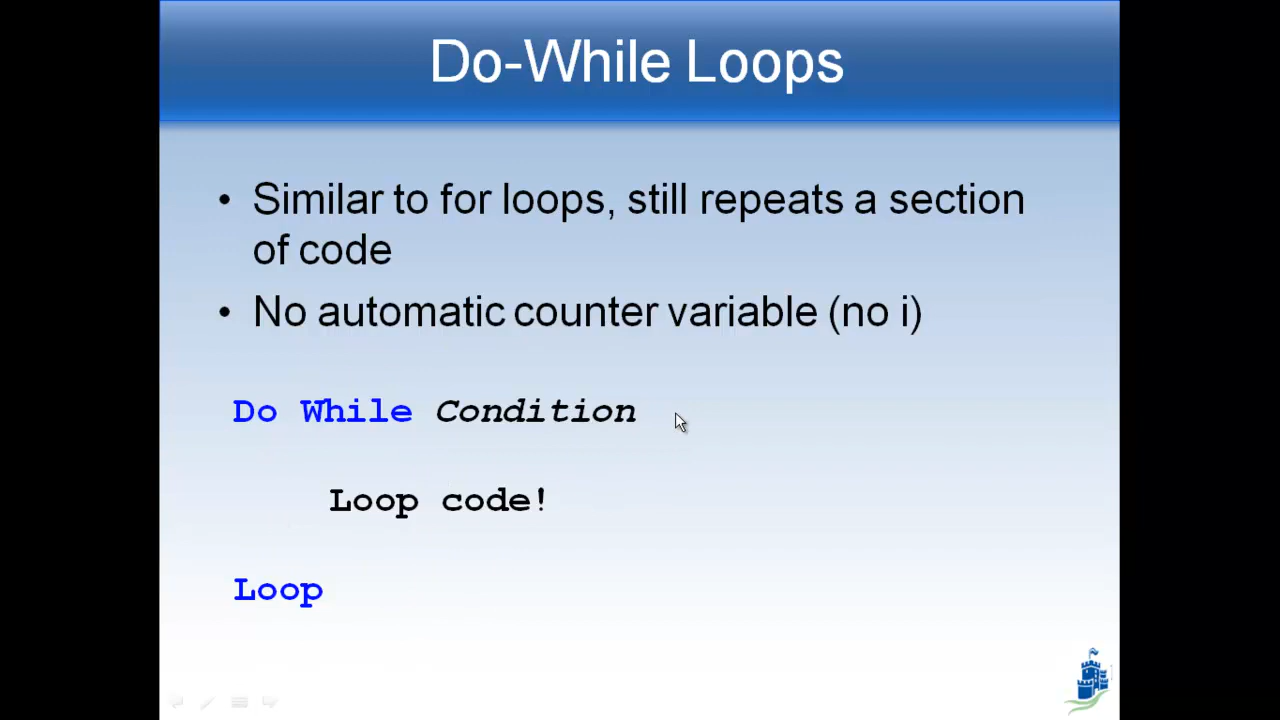 Do-While Loops
• Similar to for loops, still repeats a section
of code
• No automatic counter variable (no i)
Do While Condition
Loop code!
Loop